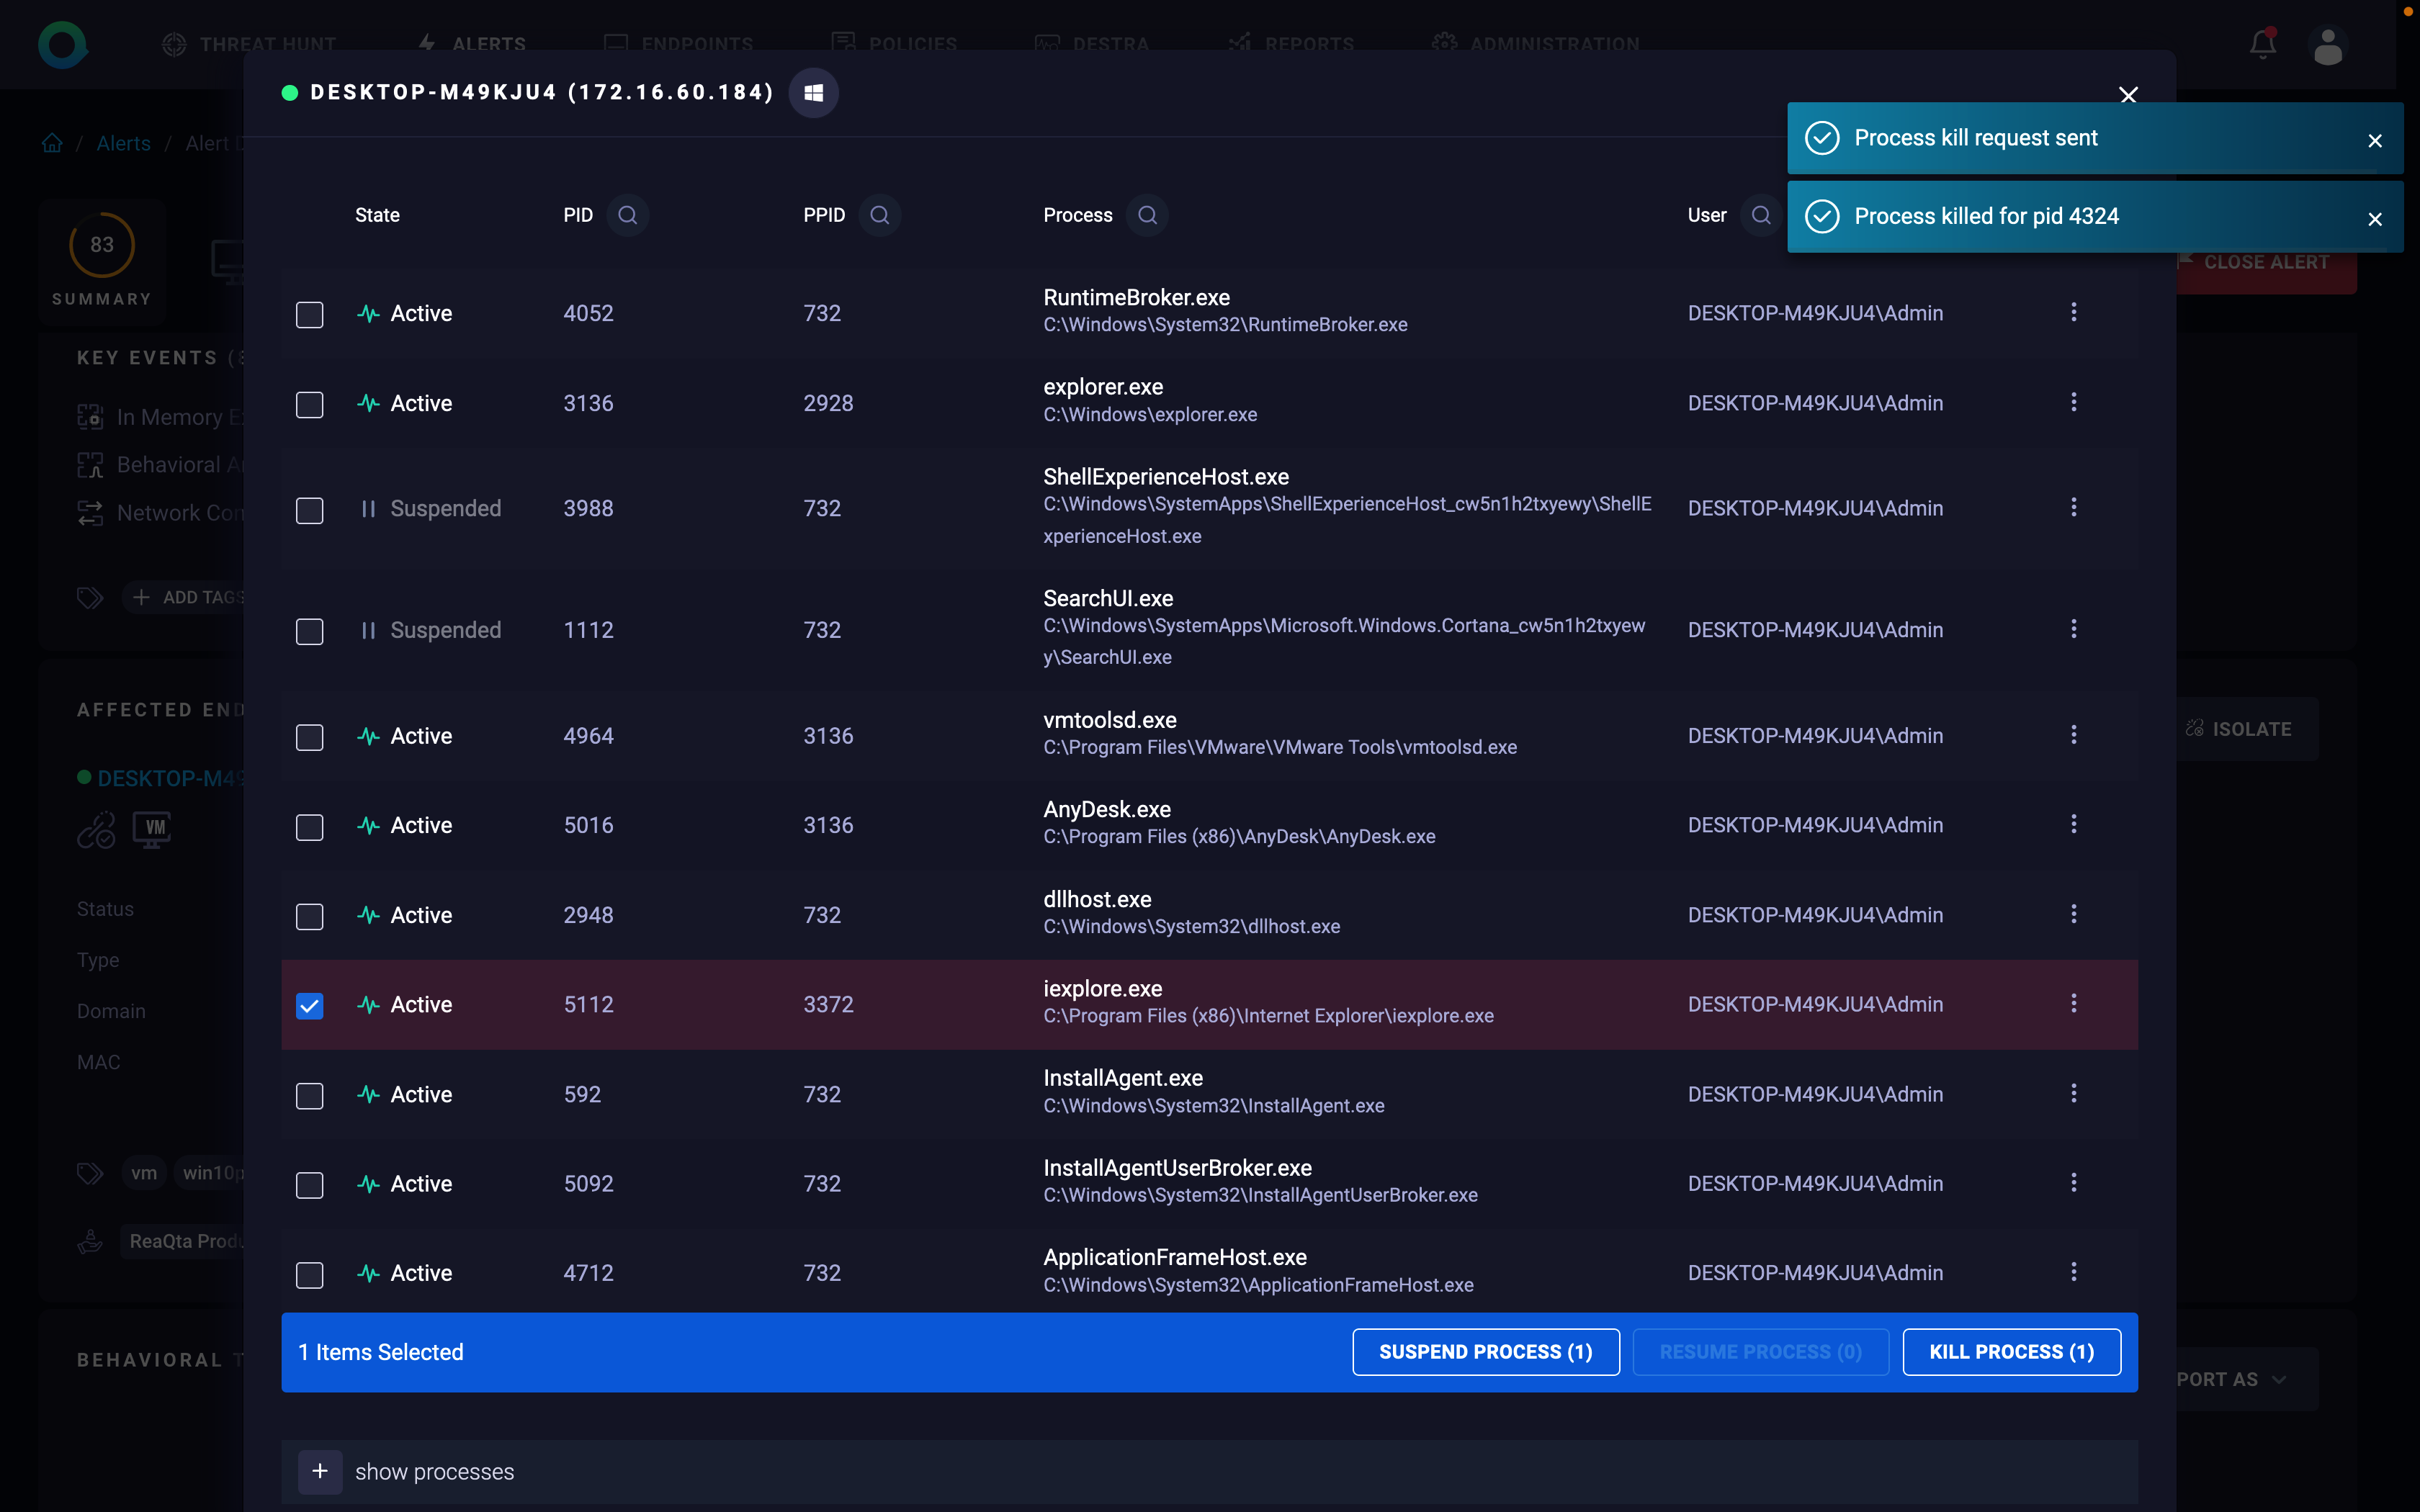 THREAT HUNT
ALERTS
ENDPOINTS
POLICIES
DESTRA
REPORTS
ADMINISTRATION
DESKTOP-M49KJU4 (172.16.60.184)
Process kill request sent
Process killed for pid 4324
/ Alerts / Alert
83
SUMMARY
CLOSE ALERT
State PID PPID Process User
Active 4052 732 RuntimeBroker.exe DESKTOP-M49KJU4\Admin
C:\Windows\System32\RuntimeBroker.exe
KEY EVENTS
In Memory
Behavioral
Network
ADD TAGS
Active 3136 2928 explorer.exe DESKTOP-M49KJU4\Admin
C:\Windows\explorer.exe
Suspended 3988 732 ShellExperienceHost.exe DESKTOP-M49KJU4\Admin
C:\Windows\SystemApps\ShellExperienceHost_cw5n1h2txyewy\ShellE
xperienceHost.exe
Suspended 1112 732 SearchUI.exe DESKTOP-M49KJU4\Admin
C:\Windows\SystemApps\Microsoft.Windows.Cortana_cw5n1h2txyew
y\SearchUI.exe
AFFECTED
ISOLATE
DESKTOP-M49
VM
Active 4964 3136 vmtoolsd.exe DESKTOP-M49KJU4\Admin
C:\Program Files\VMware\VMware Tools\vmtoolsd.exe
Active 5016 3136 AnyDesk.exe DESKTOP-M49KJU4\Admin
C:\Program Files (x86)\AnyDesk\AnyDesk.exe
Status
Type
Domain
MAC
Active 2948 732 dllhost.exe DESKTOP-M49KJU4\Admin
C:\Windows\System32\dllhost.exe
Active 5112 3372 iexplore.exe DESKTOP-M49KJU4\Admin
C:\Program Files (x86)\Internet Explorer\iexplore.exe
Active 592 732 InstallAgent.exe DESKTOP-M49KJU4\Admin
C:\Windows\System32\InstallAgent.exe
vm win10
ReaQta
Active 5092 732 InstallAgentUserBroker.exe DESKTOP-M49KJU4\Admin
C:\Windows\System32\InstallAgentUserBroker.exe
Active 4712 732 ApplicationFrameHost.exe DESKTOP-M49KJU4\Admin
C:\Windows\System32\ApplicationFrameHost.exe
BEHAVIORAL
1 Items Selected
SUSPEND PROCESS (1)
RESUME PROCESS (0)
KILL PROCESS (1)
PORT AS
+ show processes